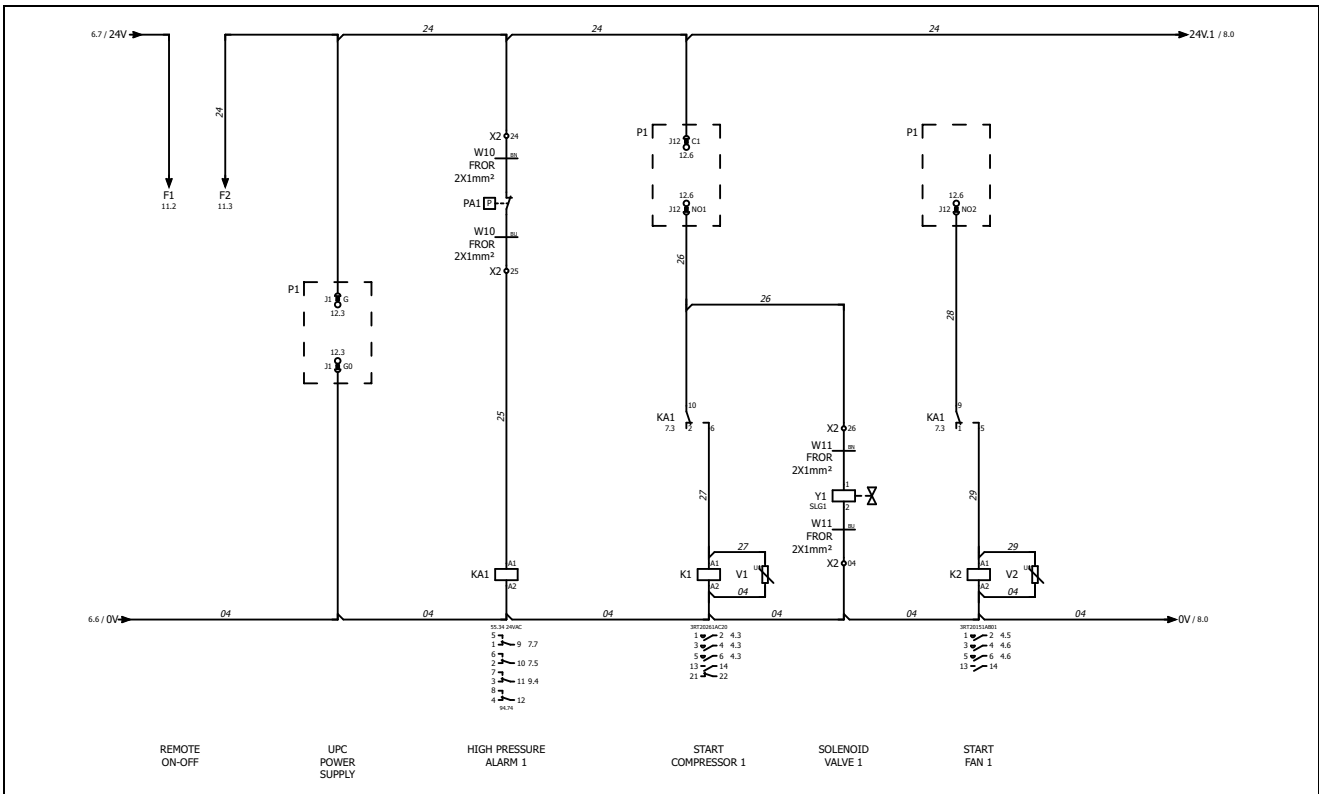 6.7 / 24V
24
24
24
24V.1 / 8.0
24
F1
11.2
F2
11.3
P1
J1 G
12.3
12.3
J1 G0
X2 24
W10 BN
FROR
2X1mm²
PA1 P
W10 BU
FROR
2X1mm²
X2 25
25
KA1
A1
A2
P1
J12 C1
12.6
12.6
J12 NO1
26
26
10
KA1
7.3
2 6
27
27
K1
A1
A2
V1 U
04
X2 26
W11 BN
FROR
2X1mm²
1
Y1
SLG1
2
W11 BU
FROR
2X1mm²
X2 04
P1
12.6
J12 NO2
28
9
KA1
7.3
1 5
29
29
K2
A1
A2
V2 U
04
6.6 / 0V
04
04
04
04
04
04
0V / 8.0
55.34 24VAC
5
1 9 7.7
6
2 10 7.5
7
3 11 9.4
8
4 12
94.74
3RT20261AC20
1 2 4.3
3 4 4.3
5 6 4.3
13 14
21 22
3RT20151AB01
1 2 4.5
3 4 4.6
5 6 4.6
13 14
REMOTE
ON-OFF
UPC
POWER
SUPPLY
HIGH PRESSURE
ALARM 1
START
COMPRESSOR 1
SOLENOID
VALVE 1
START
FAN 1